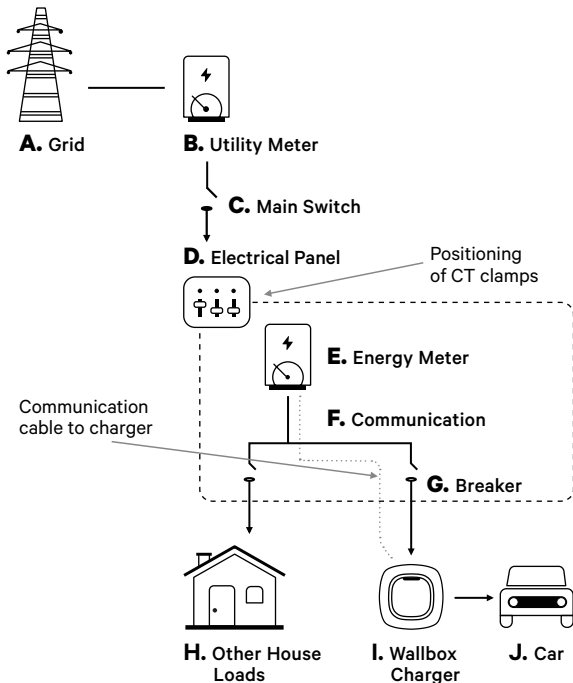 A. Grid
B. Utility Meter
C. Main Switch
D. Electrical Panel
Positioning
of CT clamps
E. Energy Meter
Communication
cable to charger
F. Communication
G. Breaker
H. Other House
Loads
I. Wallbox
Charger
J. Car